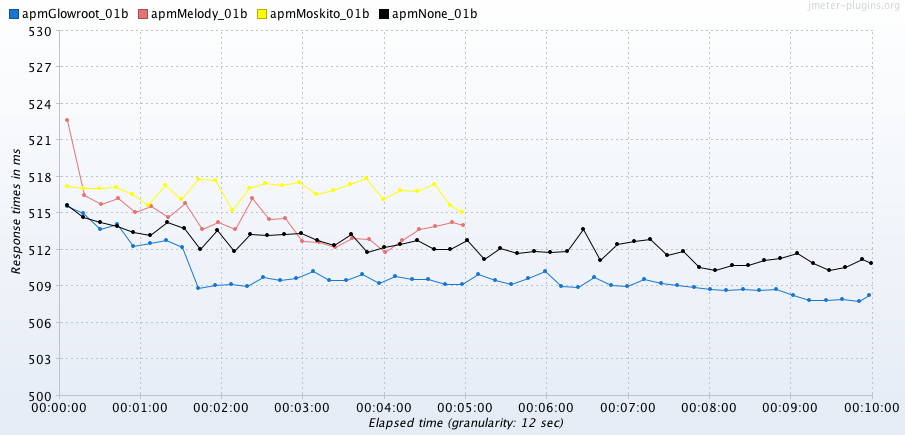 jmeter-plugins.org
apmGlowroot_01b apmMelody_01b apmMoskito_01b apmNone_01b
530
527
524
521
518
515
512
509
506
503
500
Response times in ms
00:00:00 00:01:00 00:02:00 00:03:00 00:04:00 00:05:00 00:06:00 00:07:00 00:08:00 00:09:00 00:10:00
Elapsed time (granularity: 12 sec)